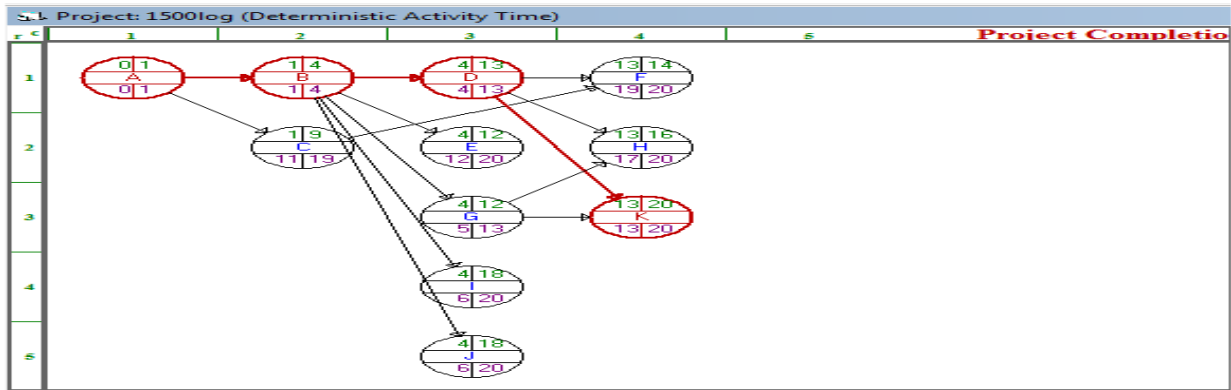 Project: 1500log (Deterministic Activity Time)
r c 1 2 3 4 5 Project Completio
1
0 1
A
0 1
1 4
B
1 4
4 13
D
4 13
13 14
F
19 20
2
1 9
C
11 19
4 12
E
12 20
13 16
H
17 20
3
4 12
G
5 13
13 20
K
13 20
4
4 18
I
6 20
5
4 18
J
6 20